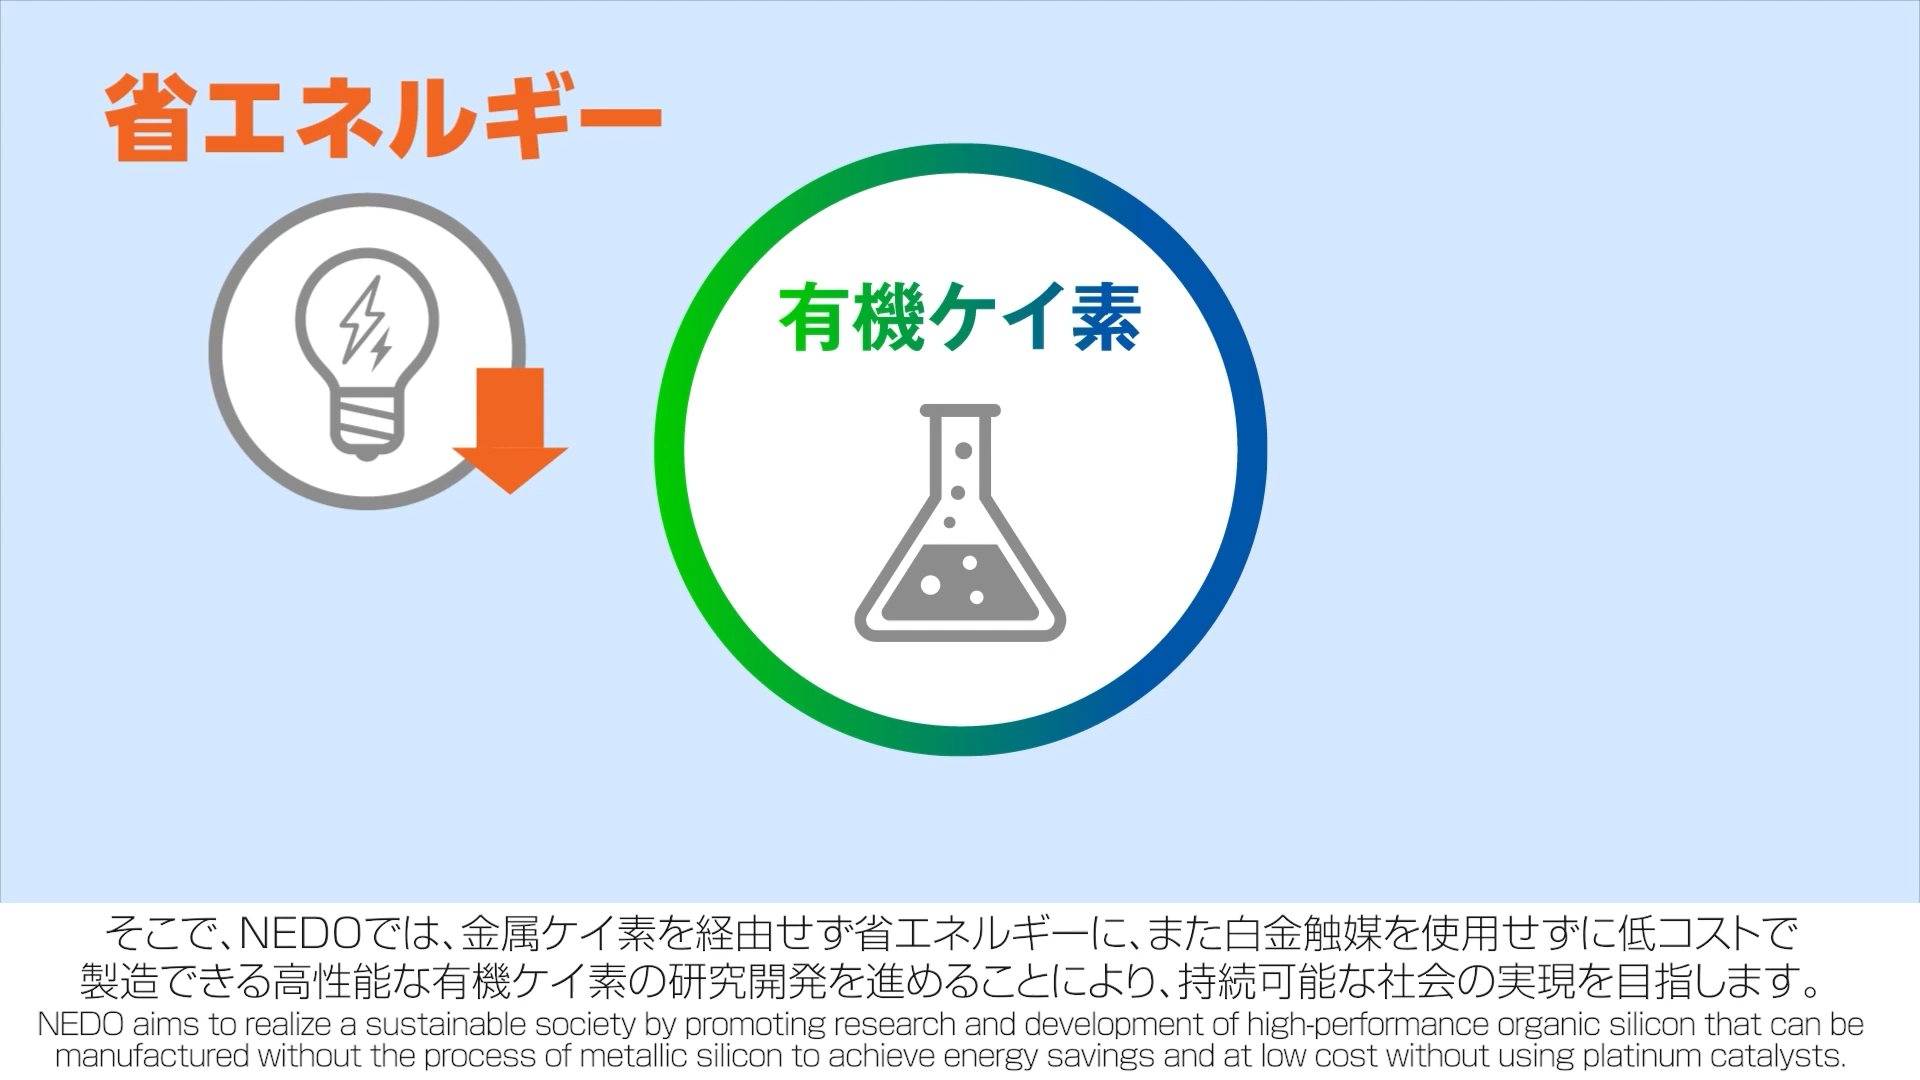 省エネルギー
有機ケイ素
そこで、NEDOでは、金属ケイ素を経由せず省エネルギーに、また白金触媒を使用せずに低コストで
製造できる高性能な有機ケイ素の研究開発を進めることにより、持続可能な社会の実現を目指します。
NEDO aims to realize a sustainable society by promoting research and development of high-performance organic silicon that can be
manufactured without the process of metallic silicon to achieve energy savings and at low cost without using platinum catalysts.